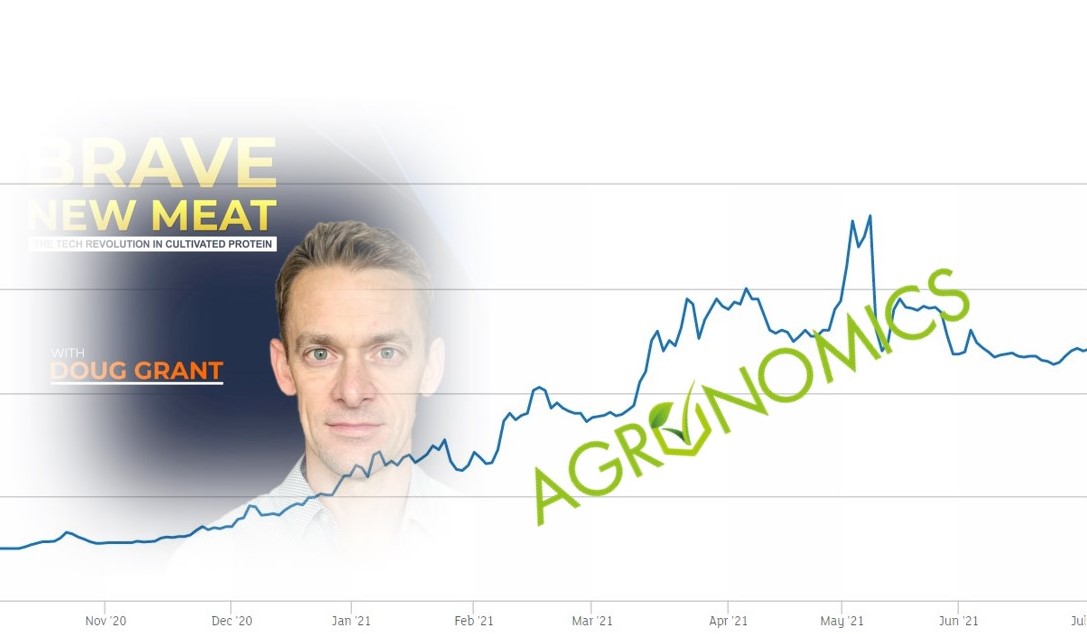 BRAVE
NEW MEAT
THE TECH REVOLUTION IN CULTIVATED PROTEIN
WITH
DOUG GRANT
AGRONOMICS
Nov '20 Dec '20 Jan '21 Feb '21 Mar '21 Apr '21 May '21 Jun '21